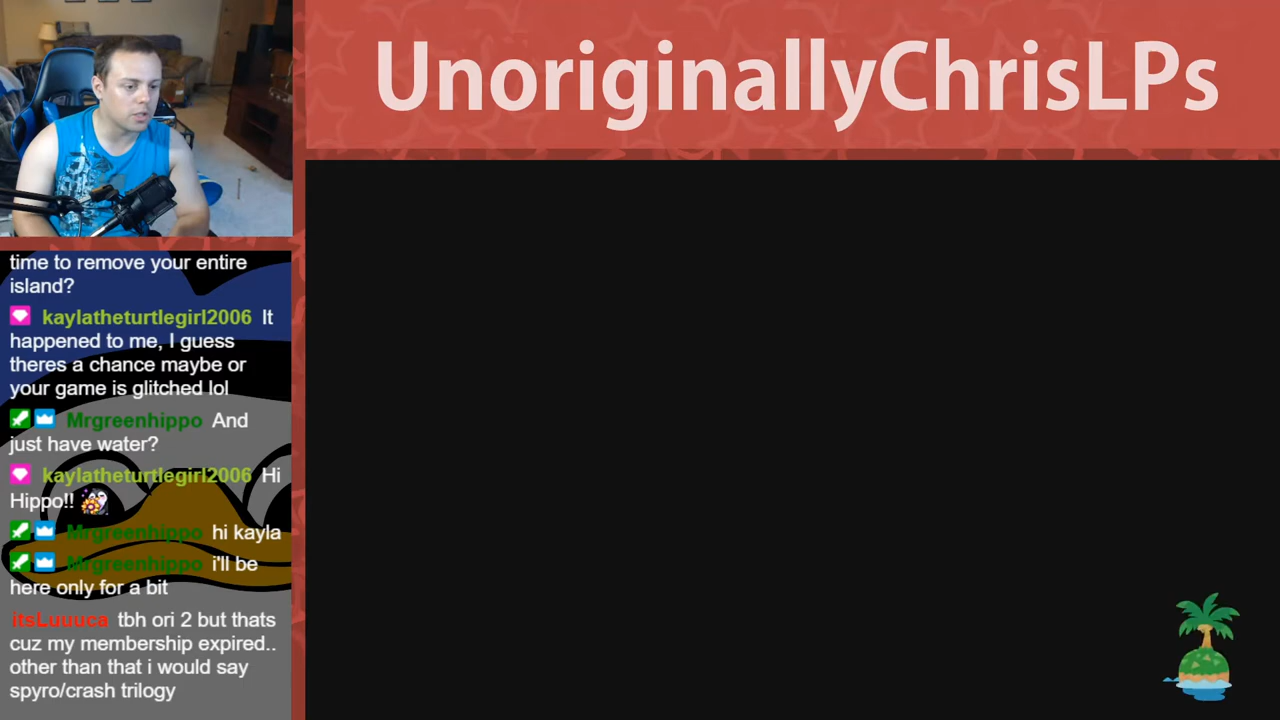 UnoriginallyChrisLPs
time to remove your entire
island?
kaylatheturtlegirl2006 It
happened to me, I guess
theres a chance maybe or
your game is glitched lol
Mrgreenhippo And
just have water?
kaylatheturtlegirl2006 Hi
Hippo!!
Mrgreenhippo hi kayla
Mrgreenhippo i'll be
here only for a bit
itsLuuuca tbh ori 2 but thats
cuz my membership expired..
other than that i would say
spyro/crash trilogy